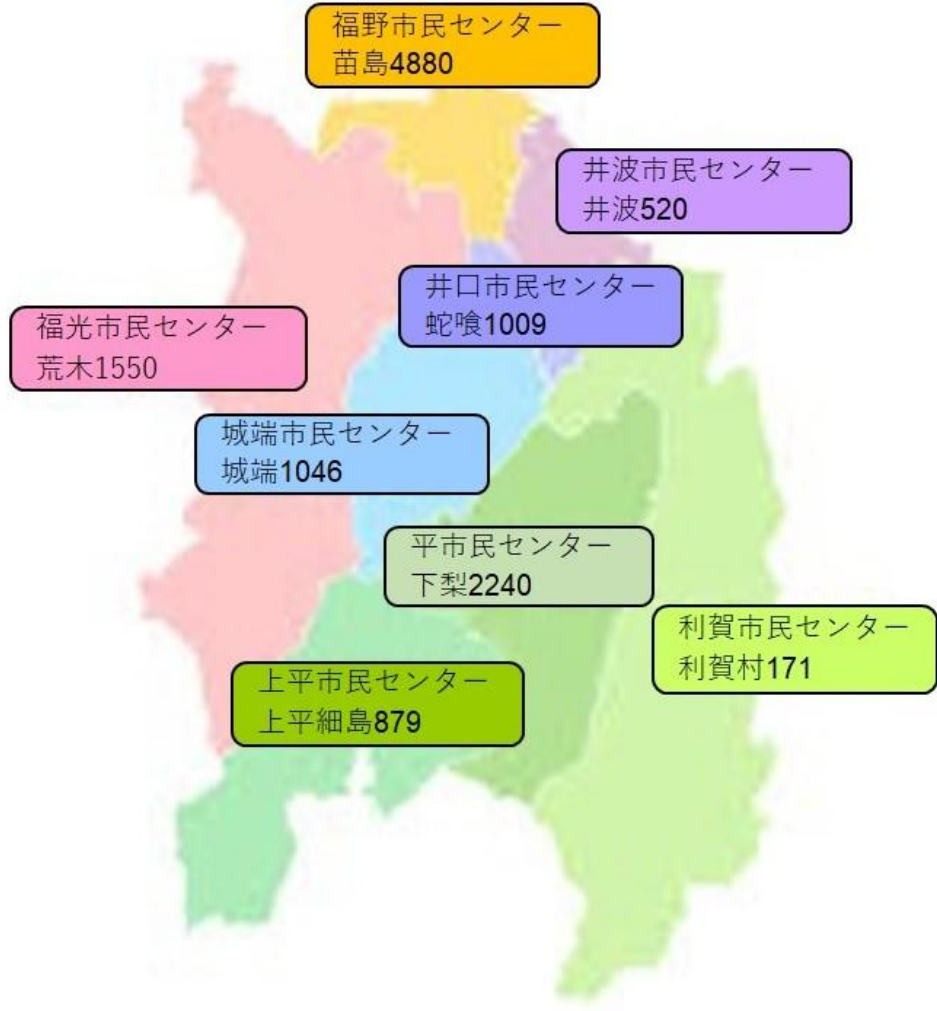 福野市民センター
苗島4880
井波市民センター
井波520
井口市民センター
蛇喰1009
福光市民センター
荒木1550
城端市民センター
城端1046
平市民センター
下梨2240
利賀市民センター
利賀村171
上平市民センター
上平細島879